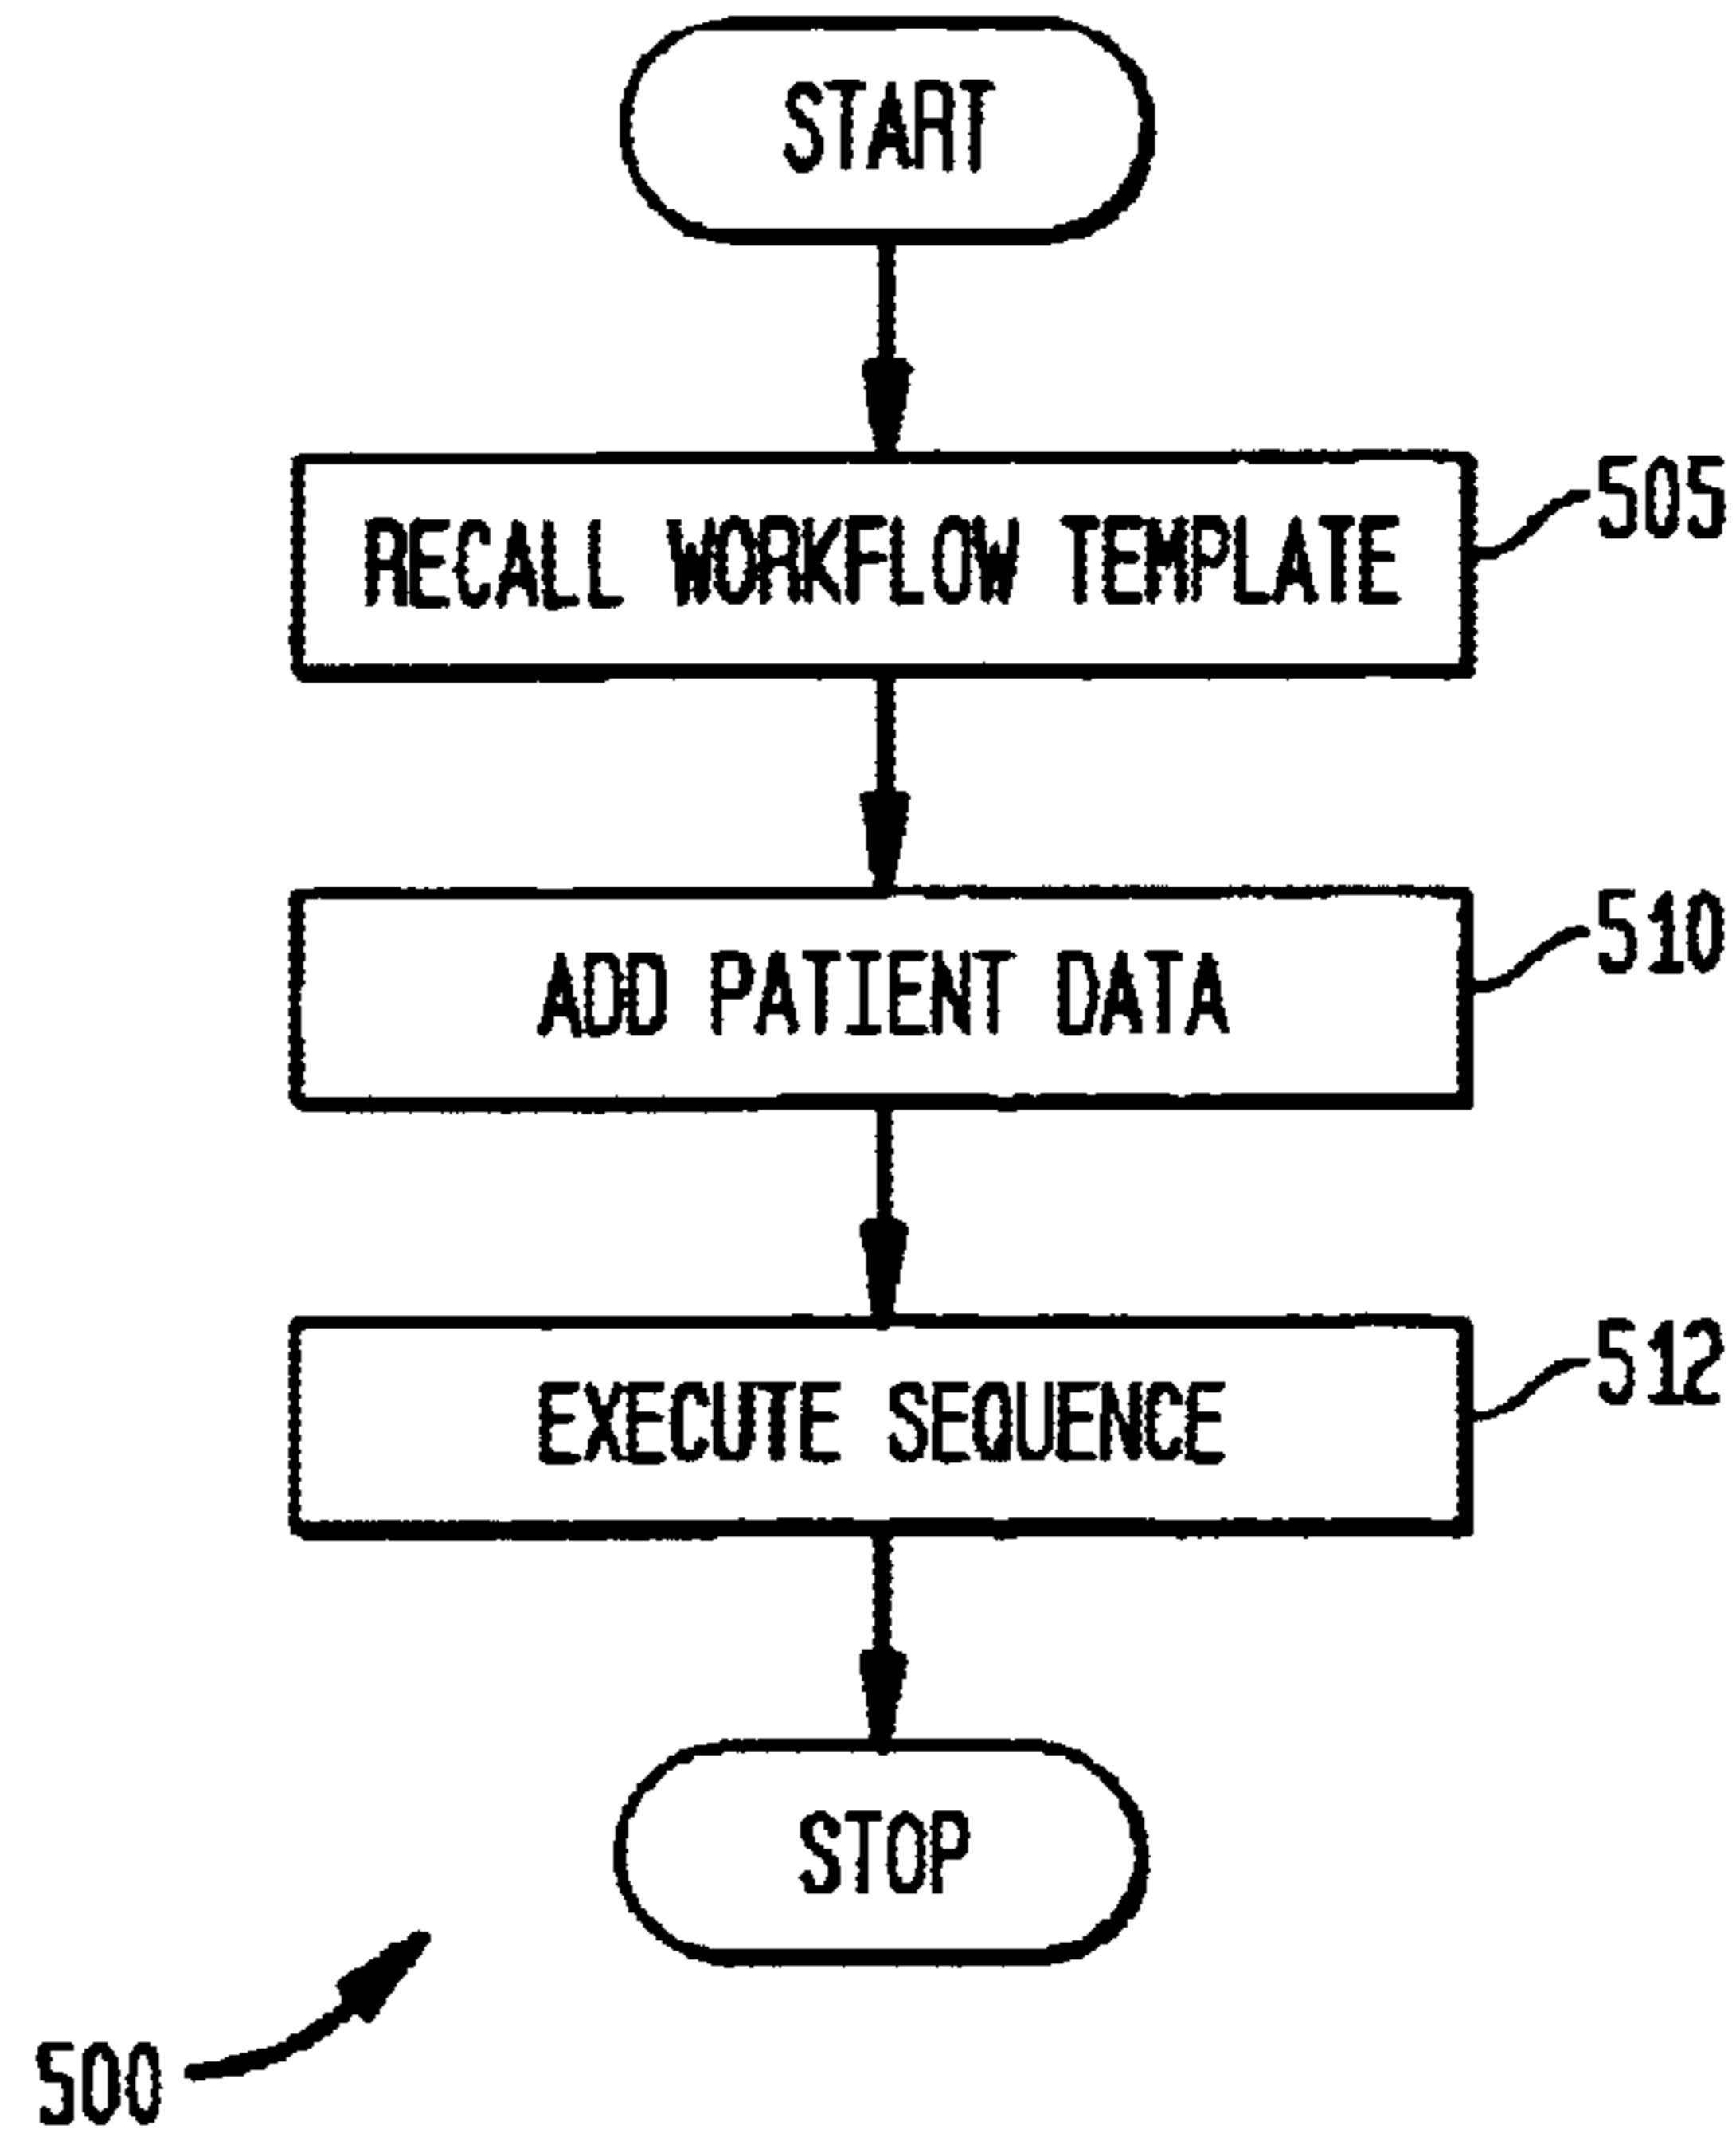 START
RECALL WORKFLOW TEMPLATE
505
ADD PATIENT DATA
510
EXECUTE SEQUENCE
512
STOP
500